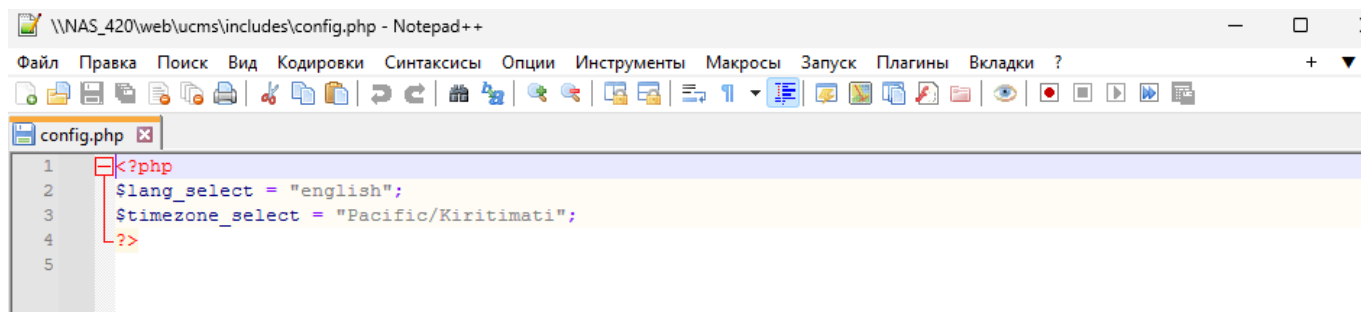 \\NAS_420\web\ucms\includes\config.php - Notepad++
Файл Правка Поиск Вид Кодировки Синтаксисы Опции Инструменты Макросы Запуск Плагины Вкладки ?
config.php
1 <?php
2 $lang_select = "english";
3 $timezone_select = "Pacific/Kiritimati";
4 ?>
5